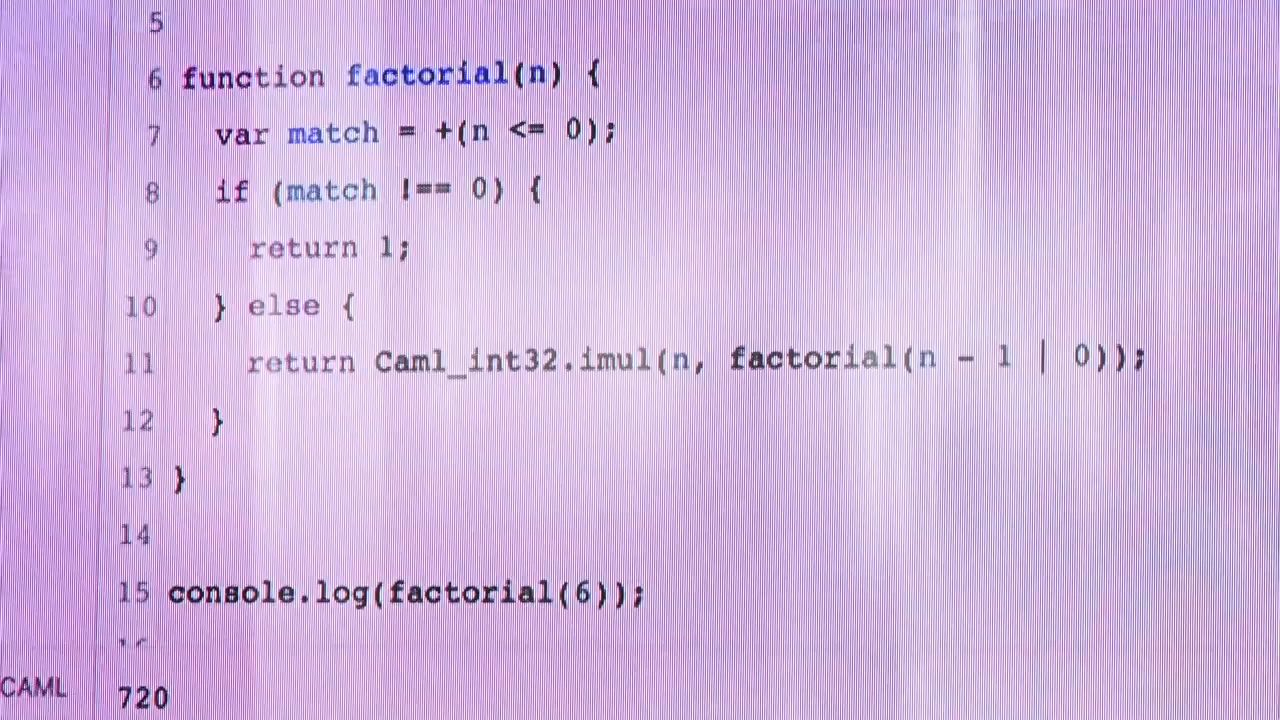 5
6 function factorial(n) {
7   var match = +(n <= 0);
8   if (match !== 0) {
9     return 1;
10   } else {
11     return Caml_int32.imul(n, factorial(n - 1 | 0));
12   }
13 }
14
15 console.log(factorial(6));
CAML
720